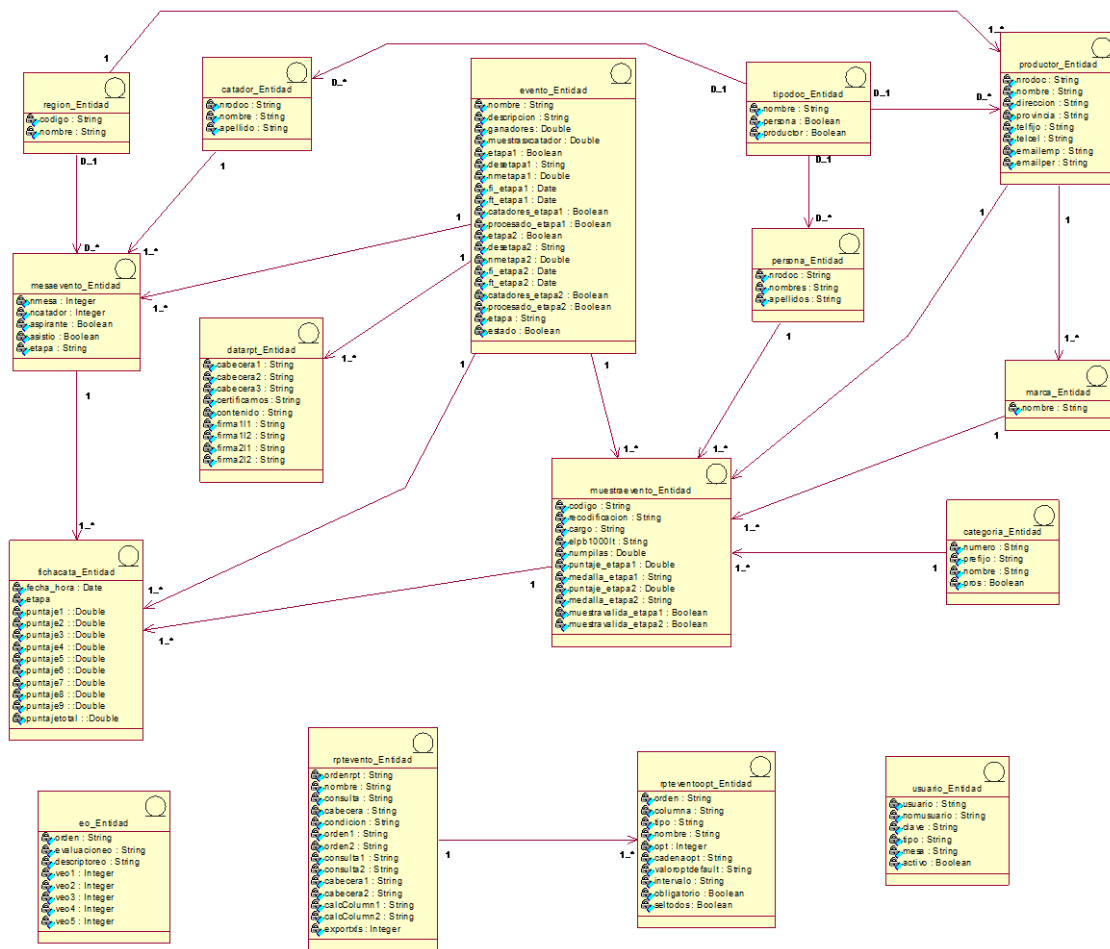 region_Entidad
codigo : String
nombre : String
catador_Entidad
nrodoc : String
nombre : String
apellido : String
evento_Entidad
nombre : String
descripcion : String
ganadores : Double
muestrasxcatador : Double
etapa1 : Boolean
desetapa1 : String
nmetapa1 : Double
fi_etapa1 : Date
ft_etapa1 : Date
catadores_etapa1 : Boolean
procesado_etapa1 : Boolean
etapa2 : Boolean
desetapa2 : String
nmetapa2 : Double
fi_etapa2 : Date
ft_etapa2 : Date
catadores_etapa2 : Boolean
procesado_etapa2 : Boolean
etapa : String
estado : Boolean
tipodoc_Entidad
nombre : String
persona : Boolean
productor : Boolean
productor_Entidad
nrodoc : String
nombre : String
direccion : String
provincia : String
telfijo : String
telcel : String
emailemp : String
emailper : String
1
1..*
0..*
0..1
0..1
0..*
0..1
0..*
0..1
0..*
1
1..*
mesaevento_Entidad
nmesa : Integer
ncatador : Integer
aspirante : Boolean
asistio : Boolean
etapa : String
1
1..*
1
1..*
datarpt_Entidad
cabecera1 : String
cabecera2 : String
cabecera3 : String
certificamos : String
contenido : String
firma1l1 : String
firma1l2 : String
firma2l1 : String
firma2l2 : String
persona_Entidad
nrodoc : String
nombres : String
apellidos : String
marca_Entidad
nombre : String
1
1
1
1
1
1
1
1..*
1..*
1..*
1..*
muestraevento_Entidad
codigo : String
recodificacion : String
cargo : String
elpb1000lt : String
numpilas : Double
puntaje_etapa1 : Double
medalla_etapa1 : String
puntaje_etapa2 : Double
medalla_etapa2 : String
muestravalida_etapa1 : Boolean
muestravalida_etapa2 : Boolean
1..*
1..*
1
categoria_Entidad
numero : String
prefijo : String
nombre : String
pros : Boolean
fichacata_Entidad
fecha_hora : Date
etapa
puntaje1 : :Double
puntaje2 : :Double
puntaje3 : :Double
puntaje4 : :Double
puntaje5 : :Double
puntaje6 : :Double
puntaje7 : :Double
puntaje8 : :Double
puntaje9 : :Double
puntajetotal : :Double
1..*
1..*
1
eo_Entidad
orden : String
evaluacioneo : String
descriptoreo : String
veo1 : Integer
veo2 : Integer
veo3 : Integer
veo4 : Integer
veo5 : Integer
rptevento_Entidad
ordenrpt : String
nombre : String
consulta : String
cabecera : String
condicion : String
orden1 : String
orden2 : String
consulta1 : String
consulta2 : String
cabecera1 : String
cabecera2 : String
calcColumn1 : String
calcColumn2 : String
exportxls : Integer
1
1..*
rpteventoopt_Entidad
orden : String
columna : String
tipo : String
nombre : String
opt : Integer
cadenaopt : String
valoroptdefault : String
intervalo : String
obligatorio : Boolean
seltodos : Boolean
usuario_Entidad
usuario : String
nomusuario : String
clave : String
tipo : String
mesa : String
activo : Boolean